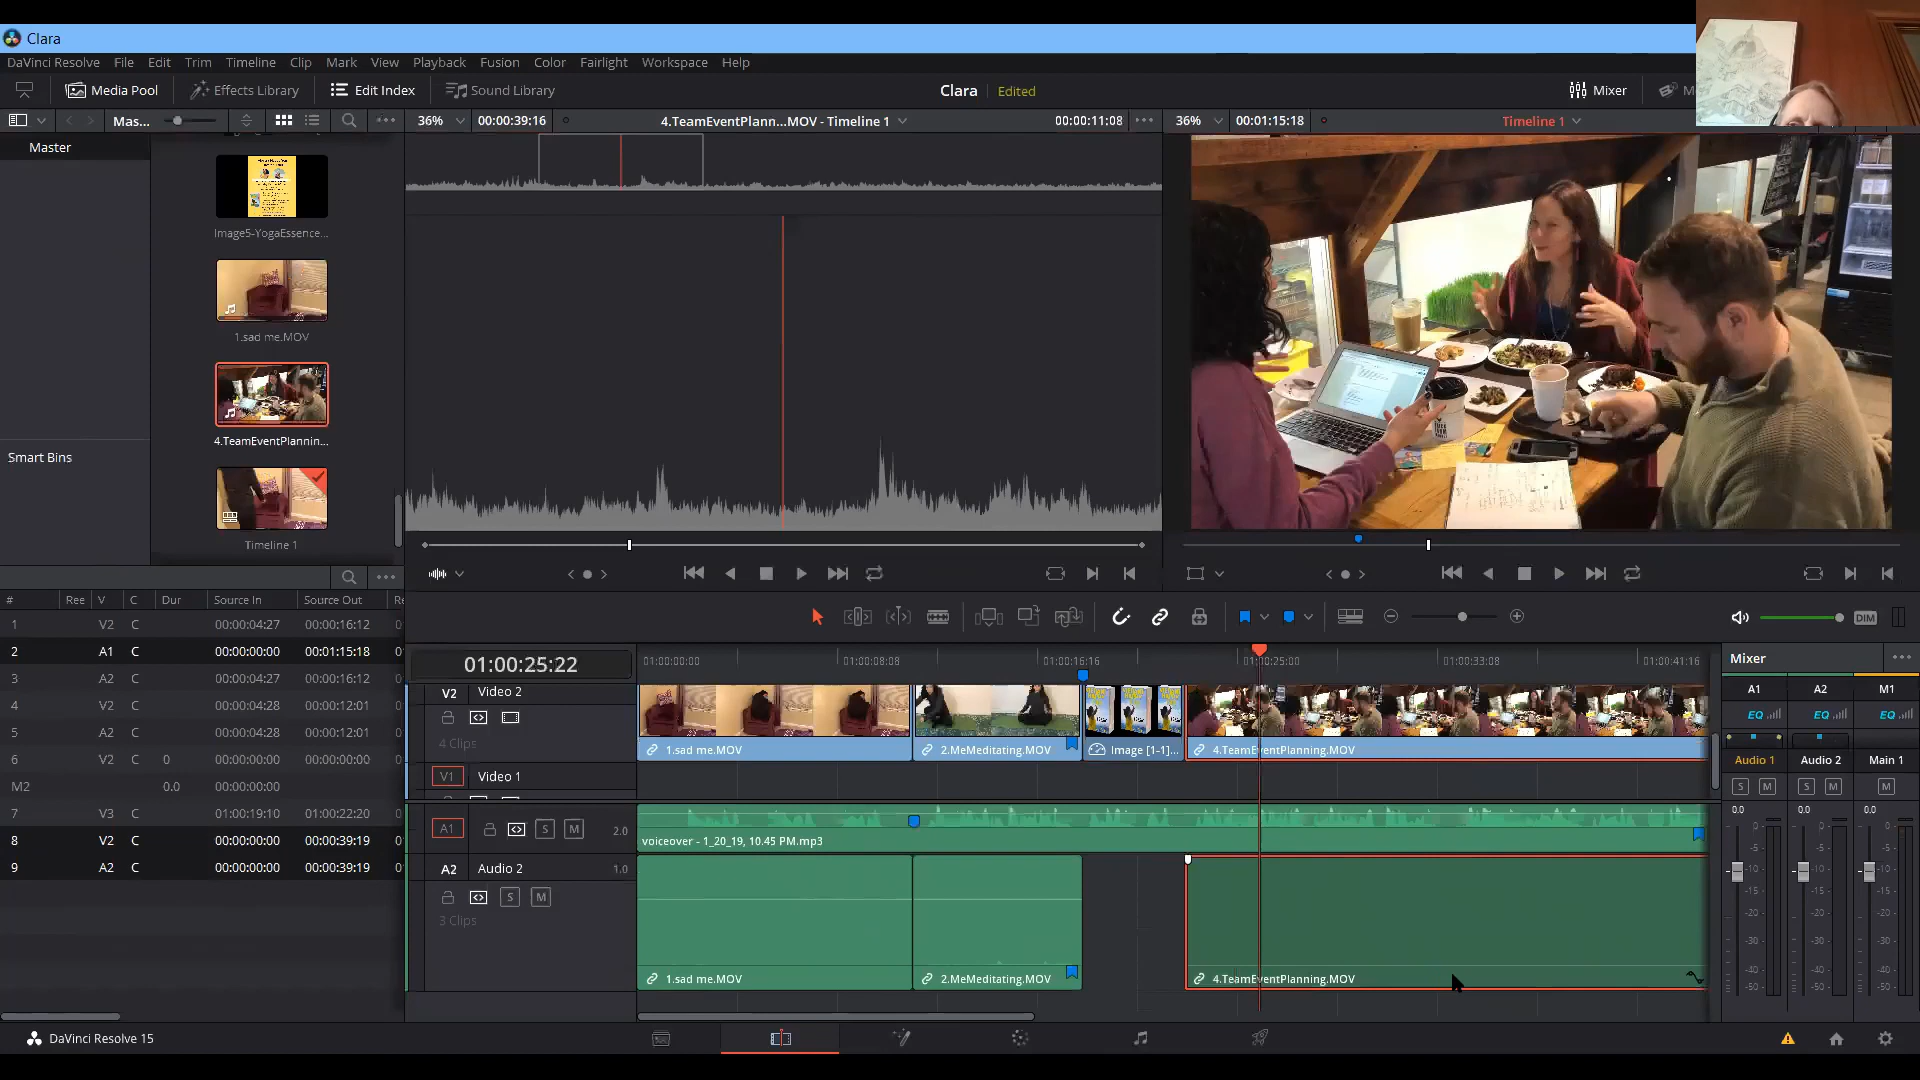 Clara
DaVinci Resolve File Edit Trim Timeline Clip Mark View Playback Fusion Color Fairlight Workspace Help
Media Pool Effects Library Edit Index Sound Library Clara Edited Mixer
Mas... 36% 00:00:39:16 4.TeamEventPlann...MOV - Timeline 1 00:00:11:08 36% 00:01:15:18 Timeline 1
Master
Image5-YogaEssence...
1.sad me.MOV
4.TeamEventPlannin...
Smart Bins
Timeline 1
# Ree V C Dur Source In Source Out
1 V2 C 00:00:04:27 00:00:16:12
2 A1 C 00:00:00:00 00:01:15:18
3 A2 C 00:00:04:27 00:00:16:12
4 V2 C 00:00:04:28 00:00:12:01
5 A2 C 00:00:04:28 00:00:12:01
6 V2 C 0 00:00:00:00 00:00:00:00
M2 0.0 00:00:00:00
7 V3 C 01:00:19:10 01:00:22:20
8 V2 C 00:00:00:00 00:00:39:19
9 A2 C 00:00:00:00 00:00:39:19
DIM
01:00:25:22 01:00:00:00 01:00:08:08 01:00:16:16 01:00:25:00 01:00:33:08 01:00:41:16
V2 Video 2
4 Clips
1.sad me.MOV 2.MeMeditating.MOV Image [1-1]... 4.TeamEventPlanning.MOV
V1 Video 1
A1 S M 2.0
voiceover - 1_20_19, 10.45 PM.mp3
A2 Audio 2 1.0
S M
3 Clips
1.sad me.MOV 2.MeMeditating.MOV 4.TeamEventPlanning.MOV
Mixer
A1 A2 M1
EQ EQ EQ
Audio 1 Audio 2 Main 1
S M S M M
0.0 0.0 0.0
0 0 0
-5 -5 -5
-10 -10 -10
-15 -15 -15
-20 -20 -20
-30 -30 -30
-40 -40 -40
-50 -50 -50
DaVinci Resolve 15